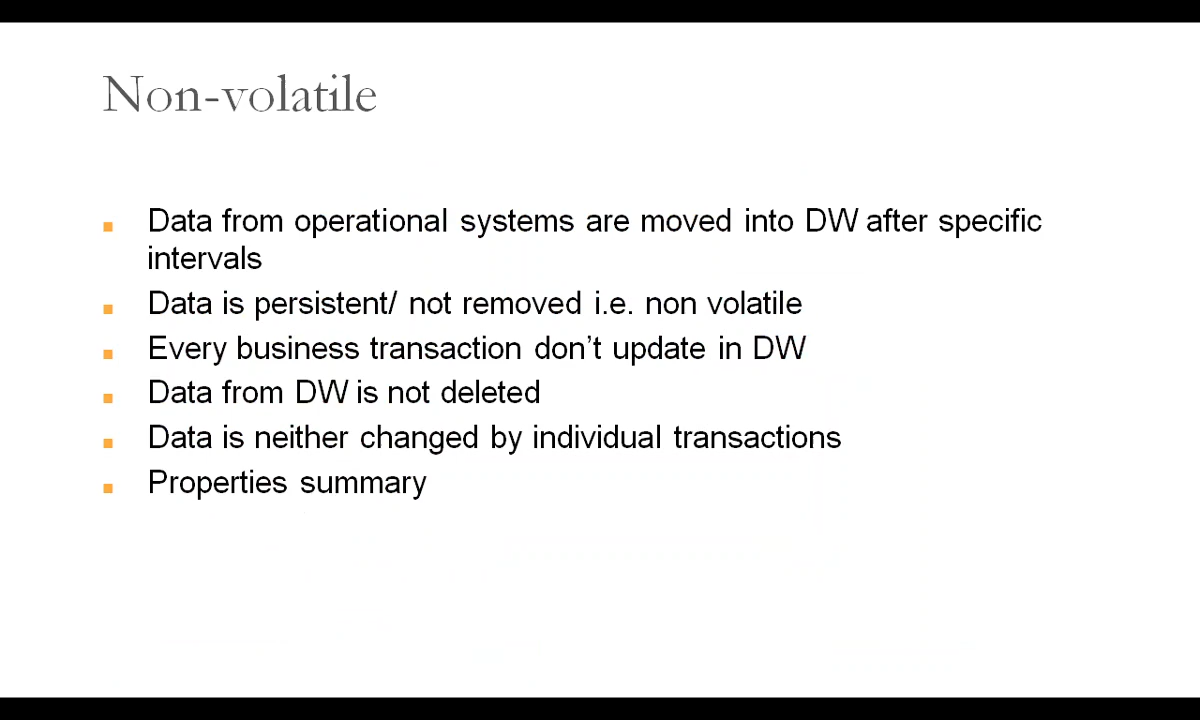 Non-volatile
Data from operational systems are moved into DW after specific
intervals
Data is persistent/ not removed i.e. non volatile
Every business transaction don’t update in DW
Data from DW is not deleted
Data is neither changed by individual transactions
Properties summary